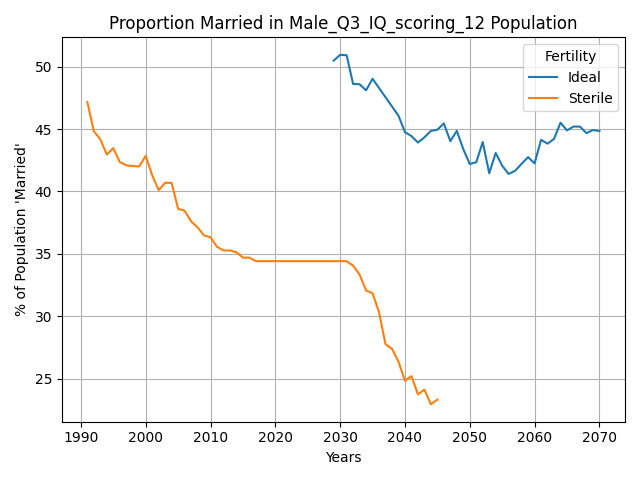 Proportion Married in Male_Q3_IQ_scoring_12 Population
% of Population 'Married'
50
45
40
35
30
25
Fertility
Ideal
Sterile
1990 2000 2010 2020 2030 2040 2050 2060 2070
Years